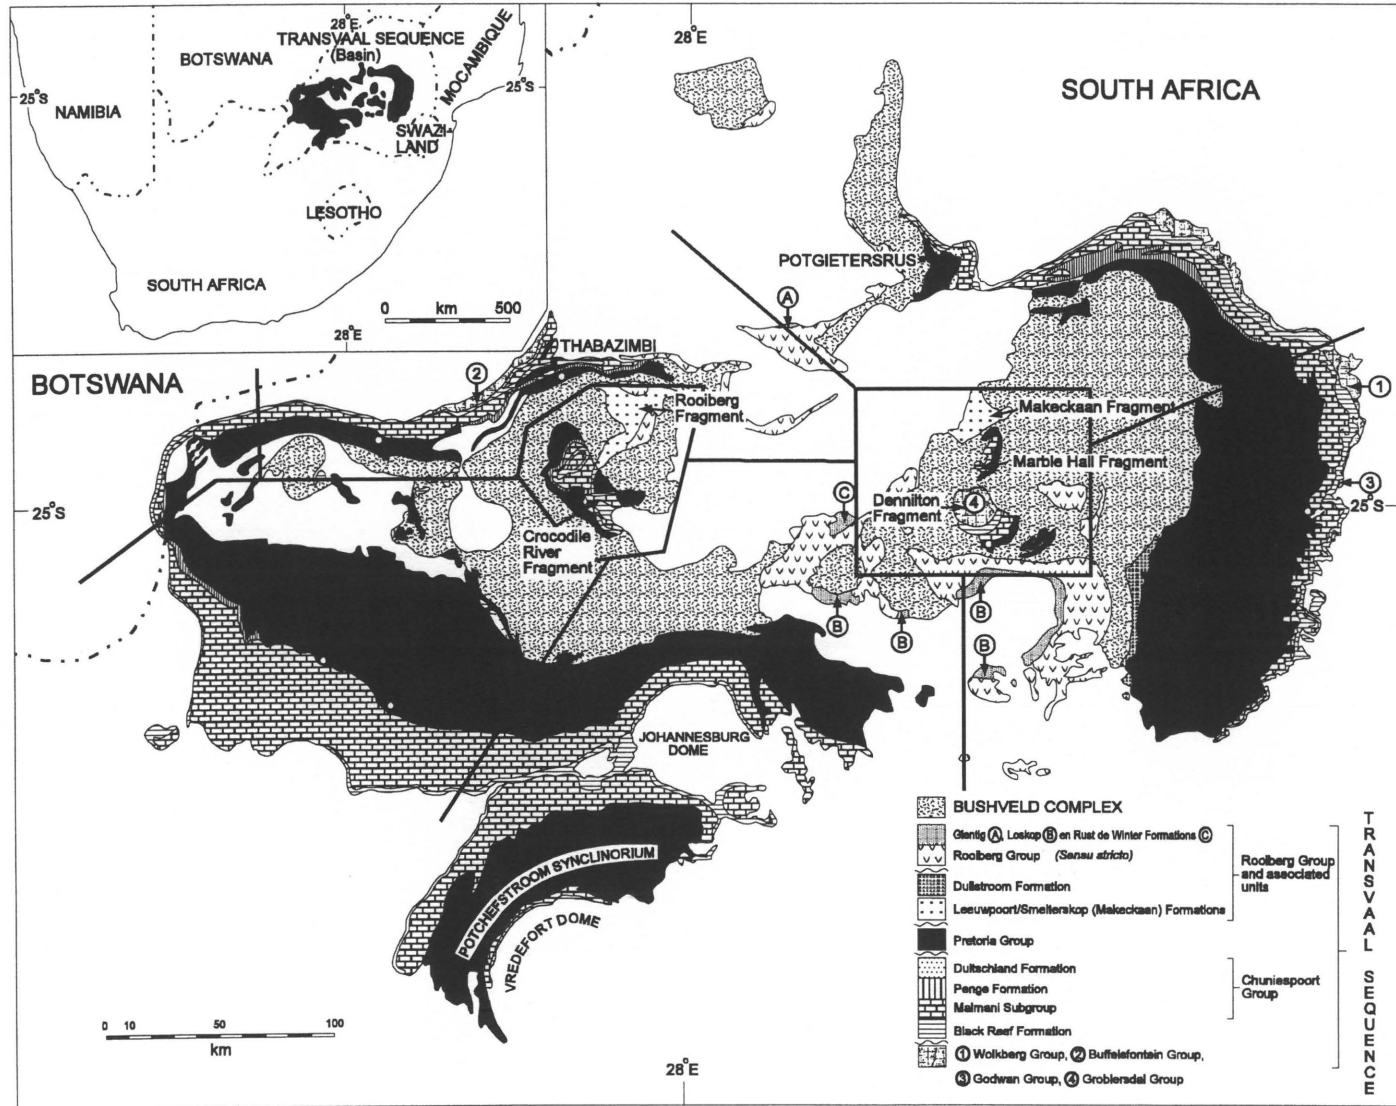 28°E
TRANSVAAL SEQUENCE
(Basin)
BOTSWANA
MOCAMBIQUE
25°S
25°S
NAMIBIA
SWAZI-
LAND
LESOTHO
SOUTH AFRICA
0 km 500
28°E
28°E
SOUTH AFRICA
POTGIETERSRUS
A
THABAZIMBI
BOTSWANA
2
1
Rooiberg
Fragment
Makeckaan Fragment
Marble Hall Fragment
3
25°S
25°S
C
Dennilton
Fragment
4
Crocodile
River
Fragment
B
B
B
B
JOHANNESBURG
DOME
POTCHEFSTROOM SYNCLINORIUM
VREDEFORT DOME
0 10 50 100
km
28°E
BUSHVELD COMPLEX
Glentig A, Loskop B en Rust de Winter Formations C
Rooiberg Group (Sensu stricto)
Dullstroom Formation
Leeuwpoort/Smelterskop (Makeckaan) Formations
Rooiberg Group
and associated
units
Pretoria Group
Duitschland Formation
Penge Formation
Malmani Subgroup
Chuniespoort
Group
Black Reef Formation
1 Wolkberg Group, 2 Buffelsfontein Group,
3 Godwan Group, 4 Groblersdal Group
TRANSVAAL SEQUENCE